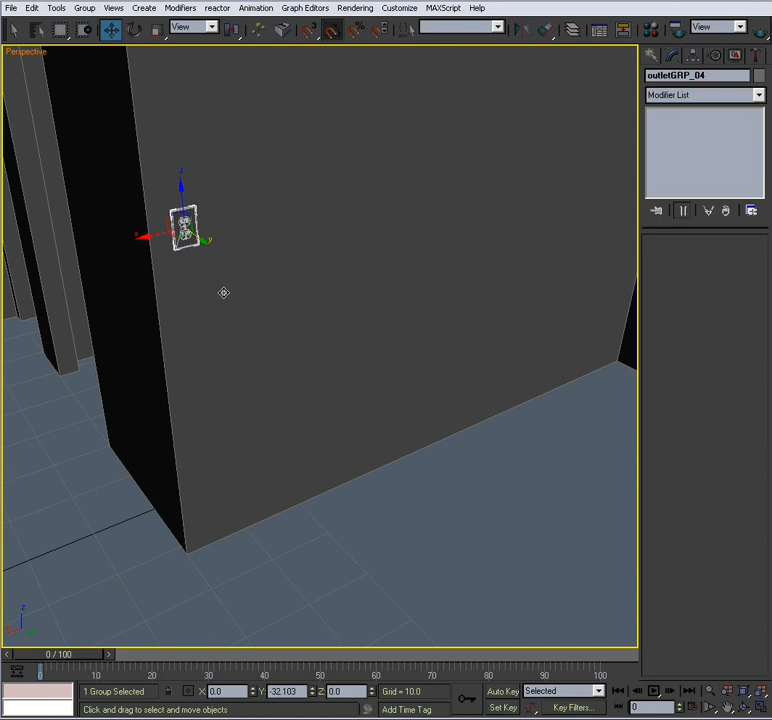 File Edit Tools Group Views Create Modifiers reactor Animation Graph Editors Rendering Customize MAXScript Help
View
View
Perspective
outletGRP_04
Modifier List
z
x
y
z
0 / 100
0 10 20 30 40 50 60 70 80 90 100
1 Group Selected X: 0.0 Y: -32.103 Z: 0.0 Grid = 10.0 Auto Key Selected
Click and drag to select and move objects Add Time Tag Set Key Key Filters... 0